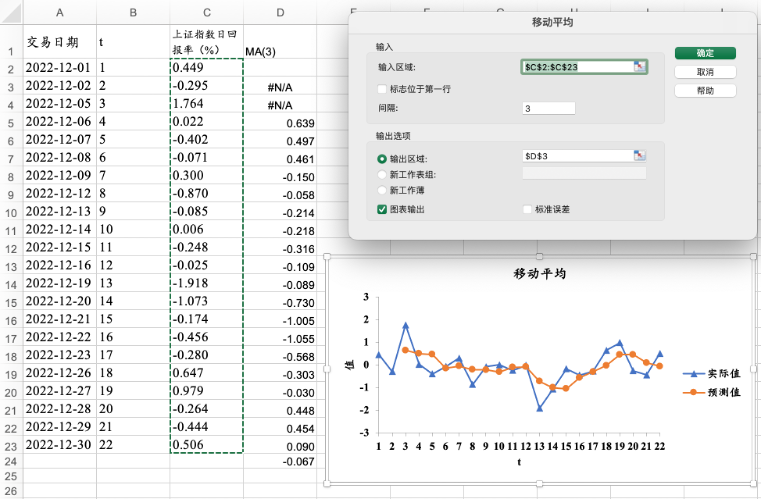 A B C D E F G H I J
1 交易日期 t 上证指数日回报率（%） MA(3)
2 2022-12-01 1 0.449
3 2022-12-02 2 -0.295 #N/A
4 2022-12-05 3 1.764 #N/A
5 2022-12-06 4 0.022 0.639
6 2022-12-07 5 -0.402 0.497
7 2022-12-08 6 -0.071 0.461
8 2022-12-09 7 0.300 -0.150
9 2022-12-12 8 -0.870 -0.058
10 2022-12-13 9 -0.085 -0.214
11 2022-12-14 10 0.006 -0.218
12 2022-12-15 11 -0.248 -0.316
13 2022-12-16 12 -0.025 -0.109
14 2022-12-19 13 -1.918 -0.089
15 2022-12-20 14 -1.073 -0.730
16 2022-12-21 15 -0.174 -1.005
17 2022-12-22 16 -0.456 -1.055
18 2022-12-23 17 -0.280 -0.568
19 2022-12-26 18 0.647 -0.303
20 2022-12-27 19 0.979 -0.030
21 2022-12-28 20 -0.264 0.448
22 2022-12-29 21 -0.444 0.454
23 2022-12-30 22 0.506 0.090
24 -0.067
25
26
移动平均
输入
输入区域: $C$2:$C$23
标志位于第一行
间隔: 3
输出选项
输出区域: $D$3
新工作表组:
新工作薄
图表输出 标准误差
确定
取消
帮助
移动平均
3
2
1
0
-1
-2
-3
值
1 2 3 4 5 6 7 8 9 10 11 12 13 14 15 16 17 18 19 20 21 22
t
实际值
预测值